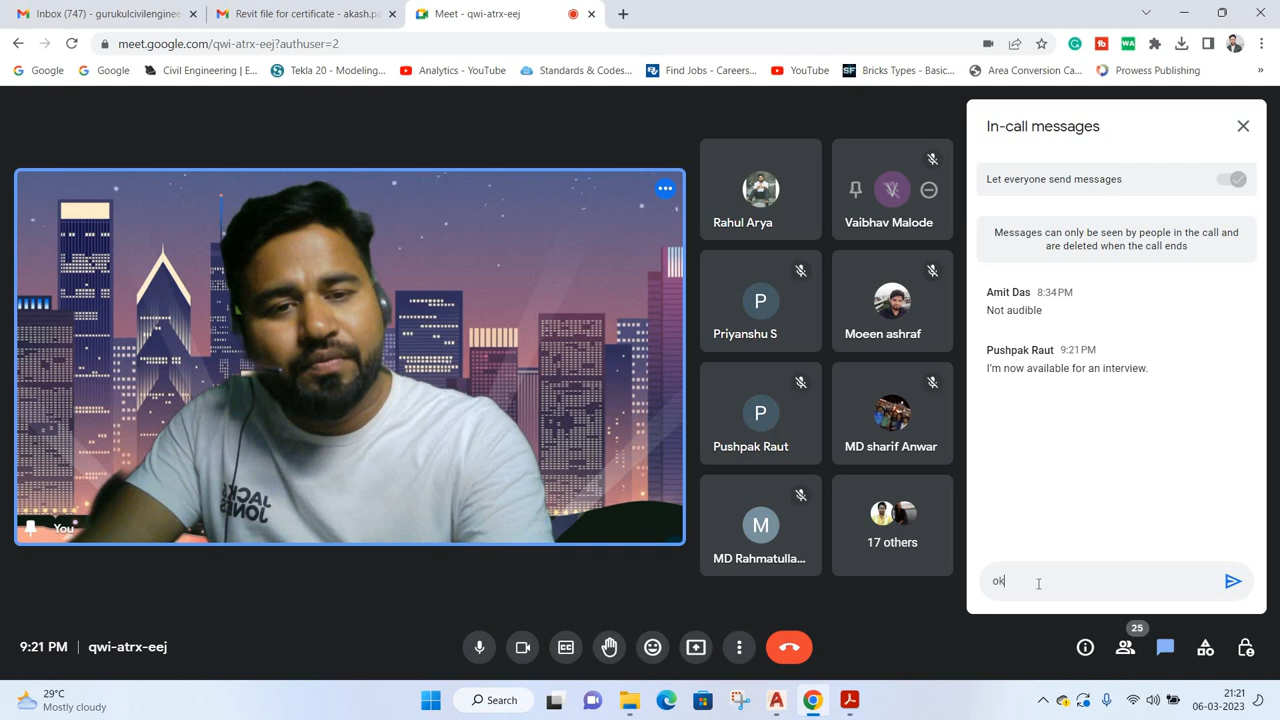 Inbox (747) - gurukulcivilenginee
Revit file for certificate - akash.pa
Meet - qwi-atrx-eej
meet.google.com/qwi-atrx-eej?authuser=2
Google
Google
Civil Engineering | E...
Tekla 20 - Modeling...
Analytics - YouTube
Standards & Codes...
Find Jobs - Careers...
YouTube
Bricks Types - Basic...
Area Conversion Ca...
Prowess Publishing
In-call messages
Let everyone send messages
Messages can only be seen by people in the call and
are deleted when the call ends
Amit Das 8:34 PM
Not audible
Pushpak Raut 9:21 PM
I'm now available for an interview.
ok
Rahul Arya
Vaibhav Malode
P
Priyanshu S
Moeen ashraf
P
Pushpak Raut
MD sharif Anwar
M
MD Rahmatulla...
17 others
JACK
JONES
You
9:21 PM | qwi-atrx-eej
25
29°C
Mostly cloudy
Search
21:21
06-03-2023